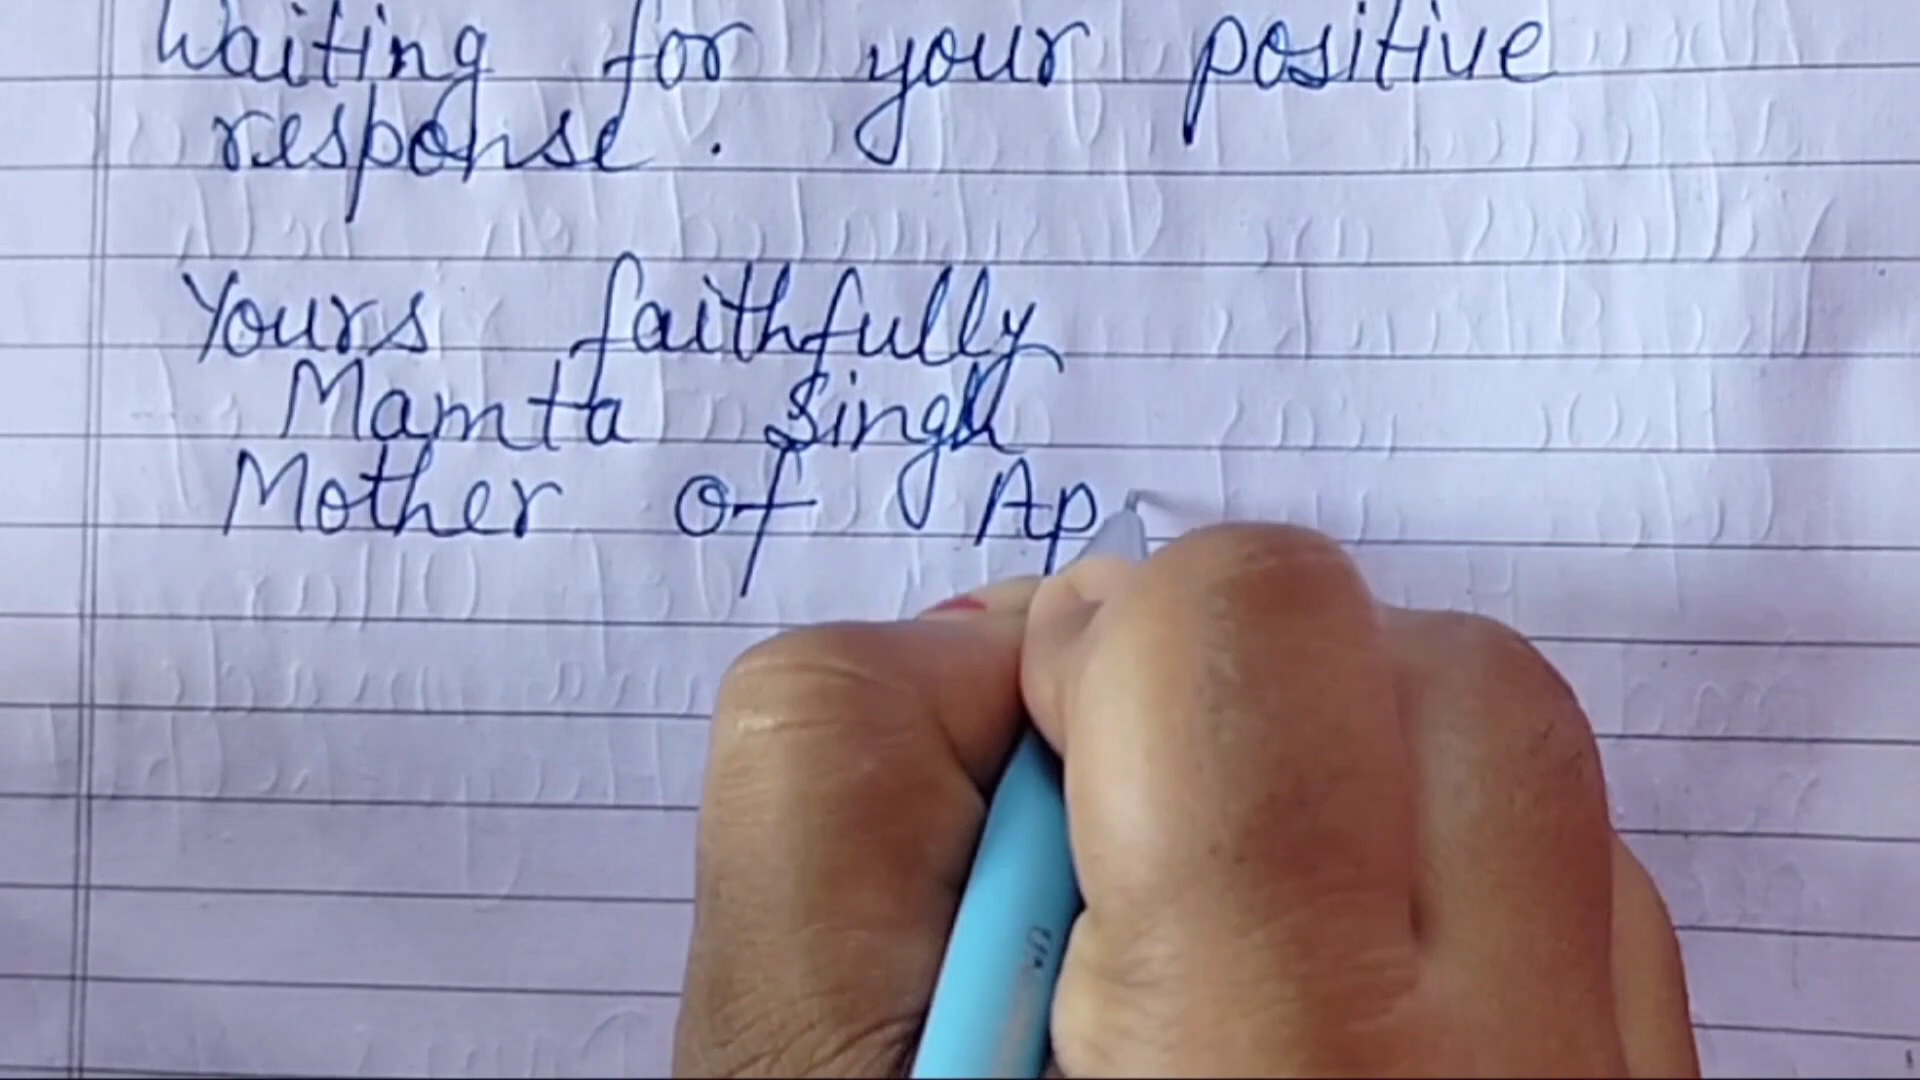 Waiting for your positive
response.
Yours faithfully
Mamta Singh
Mother of Ap